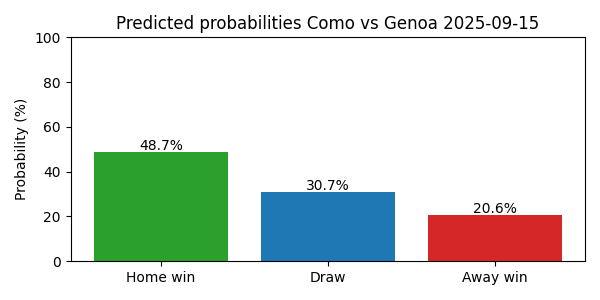 Predicted probabilities Como vs Genoa 2025-09-15
Probability (%)
100
80
60
40
20
0
48.7%
30.7%
20.6%
Home win
Draw
Away win